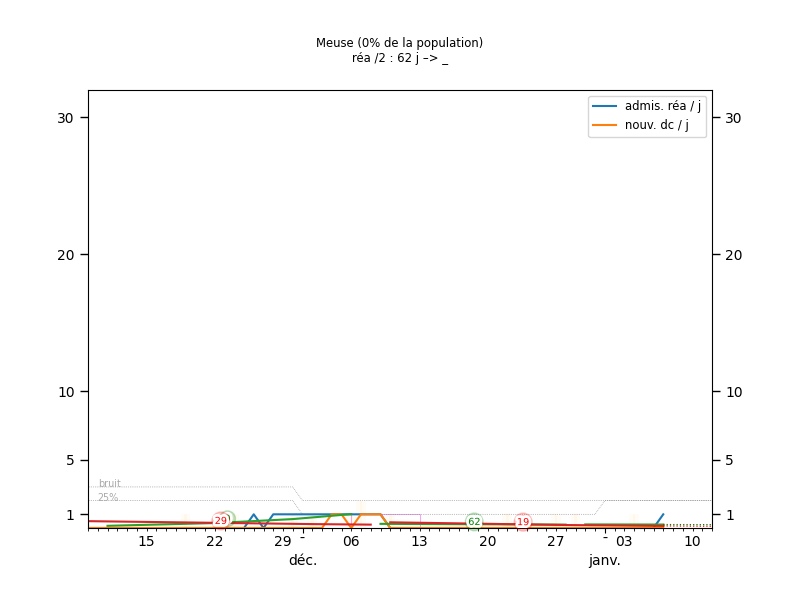 Meuse (0% de la population)
réa /2 : 62 j –> _
admis. réa / j
nouv. dc / j
30 30
20 20
10 10
5 5
1 1
bruit
25%
29 62 19
15 22 29 - 06 13 20 27 - 03 10
déc. janv.